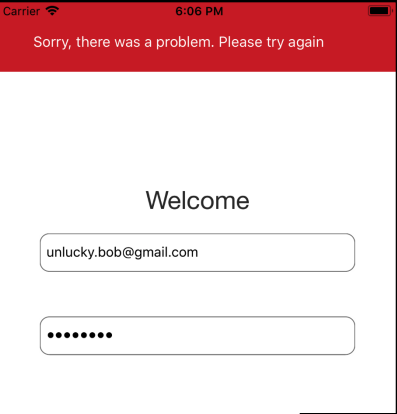 Carrier 6:06 PM
Sorry, there was a problem. Please try again
Welcome
unlucky.bob@gmail.com
••••••••